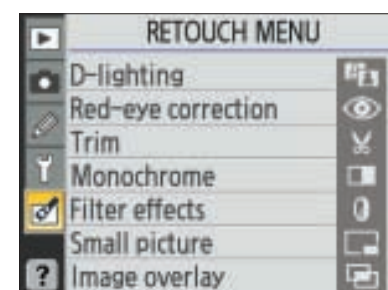 RETOUCH MENU
D-lighting
Red-eye correction
Trim
Monochrome
Filter effects
Small picture
? Image overlay